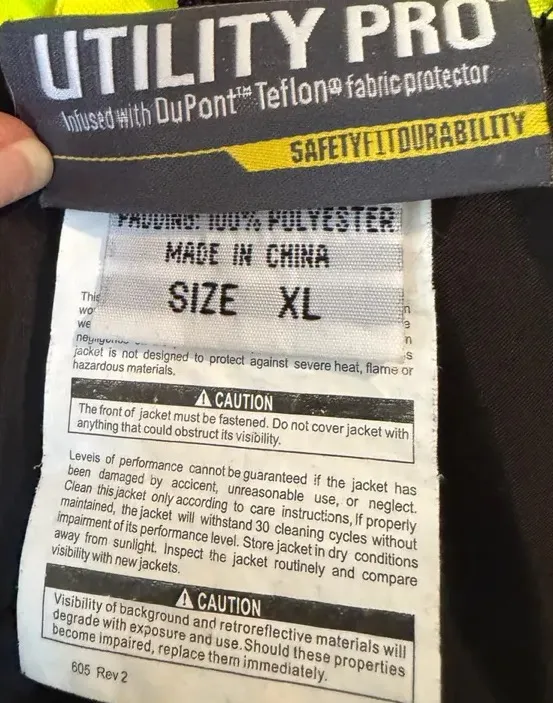 UTILITY PRO
Infused with DuPont™ Teflon® fabric protector
SAFETYFITDURABILITY
PADDING: 100% POLYESTER
MADE IN CHINA
SIZE XL
jacket is not designed to protect against severe heat, flame or
hazardous materials.
⚠ CAUTION
The front of jacket must be fastened. Do not cover jacket with
anything that could obstruct its visibility.
Levels of performance cannot be guaranteed if the jacket has
been damaged by accicent, unreasonable use, or neglect.
Clean this jacket only according to care instructions, If properly
maintained, the jacket will withstand 30 cleaning cycles without
impairment of its performance level. Store jacket in dry conditions
away from sunlight. Inspect the jacket routinely and compare
visibility with new jackets.
⚠ CAUTION
Visibility of background and retroreflective materials will
degrade with exposure and use. Should these properties
become impaired, replace them immediately.
605 Rev 2